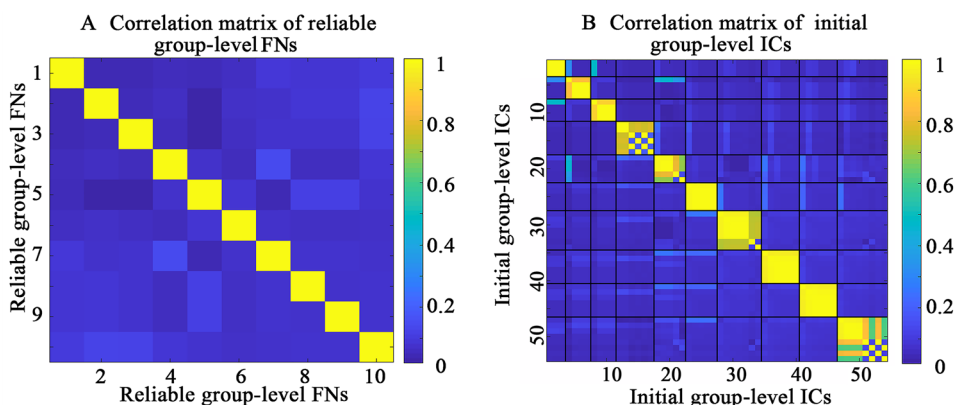 A Correlation matrix of reliable
group-level FNs
Reliable group-level FNs
1
3
5
7
9
2 4 6 8 10
Reliable group-level FNs
1
0.8
0.6
0.4
0.2
0
B Correlation matrix of initial
group-level ICs
Initial group-level ICs
10
20
30
40
50
10 20 30 40 50
Initial group-level ICs
1
0.8
0.6
0.4
0.2
0